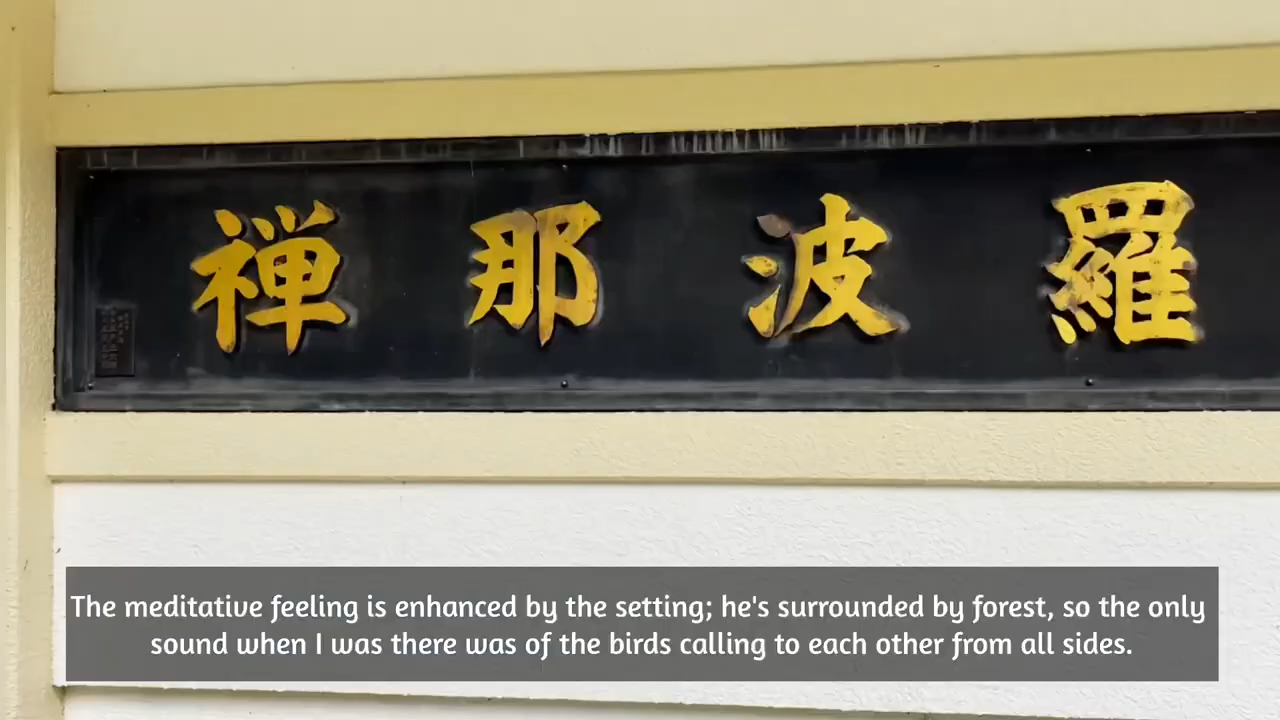 禅那波羅
The meditative feeling is enhanced by the setting; he's surrounded by forest, so the only
sound when I was there was of the birds calling to each other from all sides.